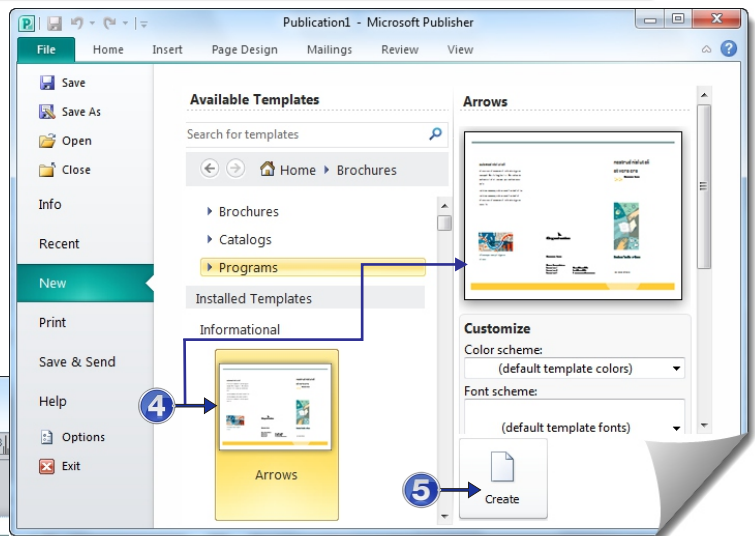 Publication1 - Microsoft Publisher
File Home Insert Page Design Mailings Review View
Save
Save As
Open
Close
Info
Recent
New
Print
Save & Send
Help
Options
Exit
Available Templates
Search for templates
Home Brochures
Brochures
Catalogs
Programs
Installed Templates
Informational
4
Arrows
Arrows
Customize
Color scheme:
(default template colors)
Font scheme:
(default template fonts)
5
Create